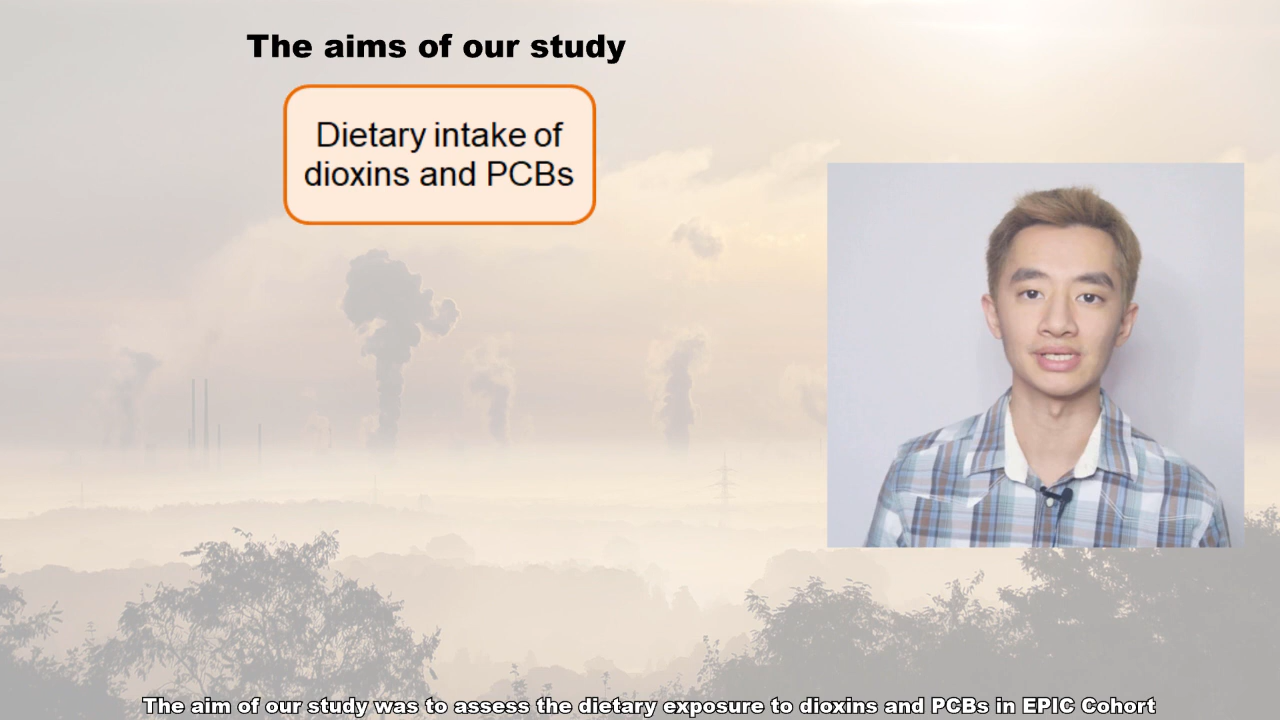 The aims of our study
Dietary intake of
dioxins and PCBs
The aim of our study was to assess the dietary exposure to dioxins and PCBs in EPIC Cohort